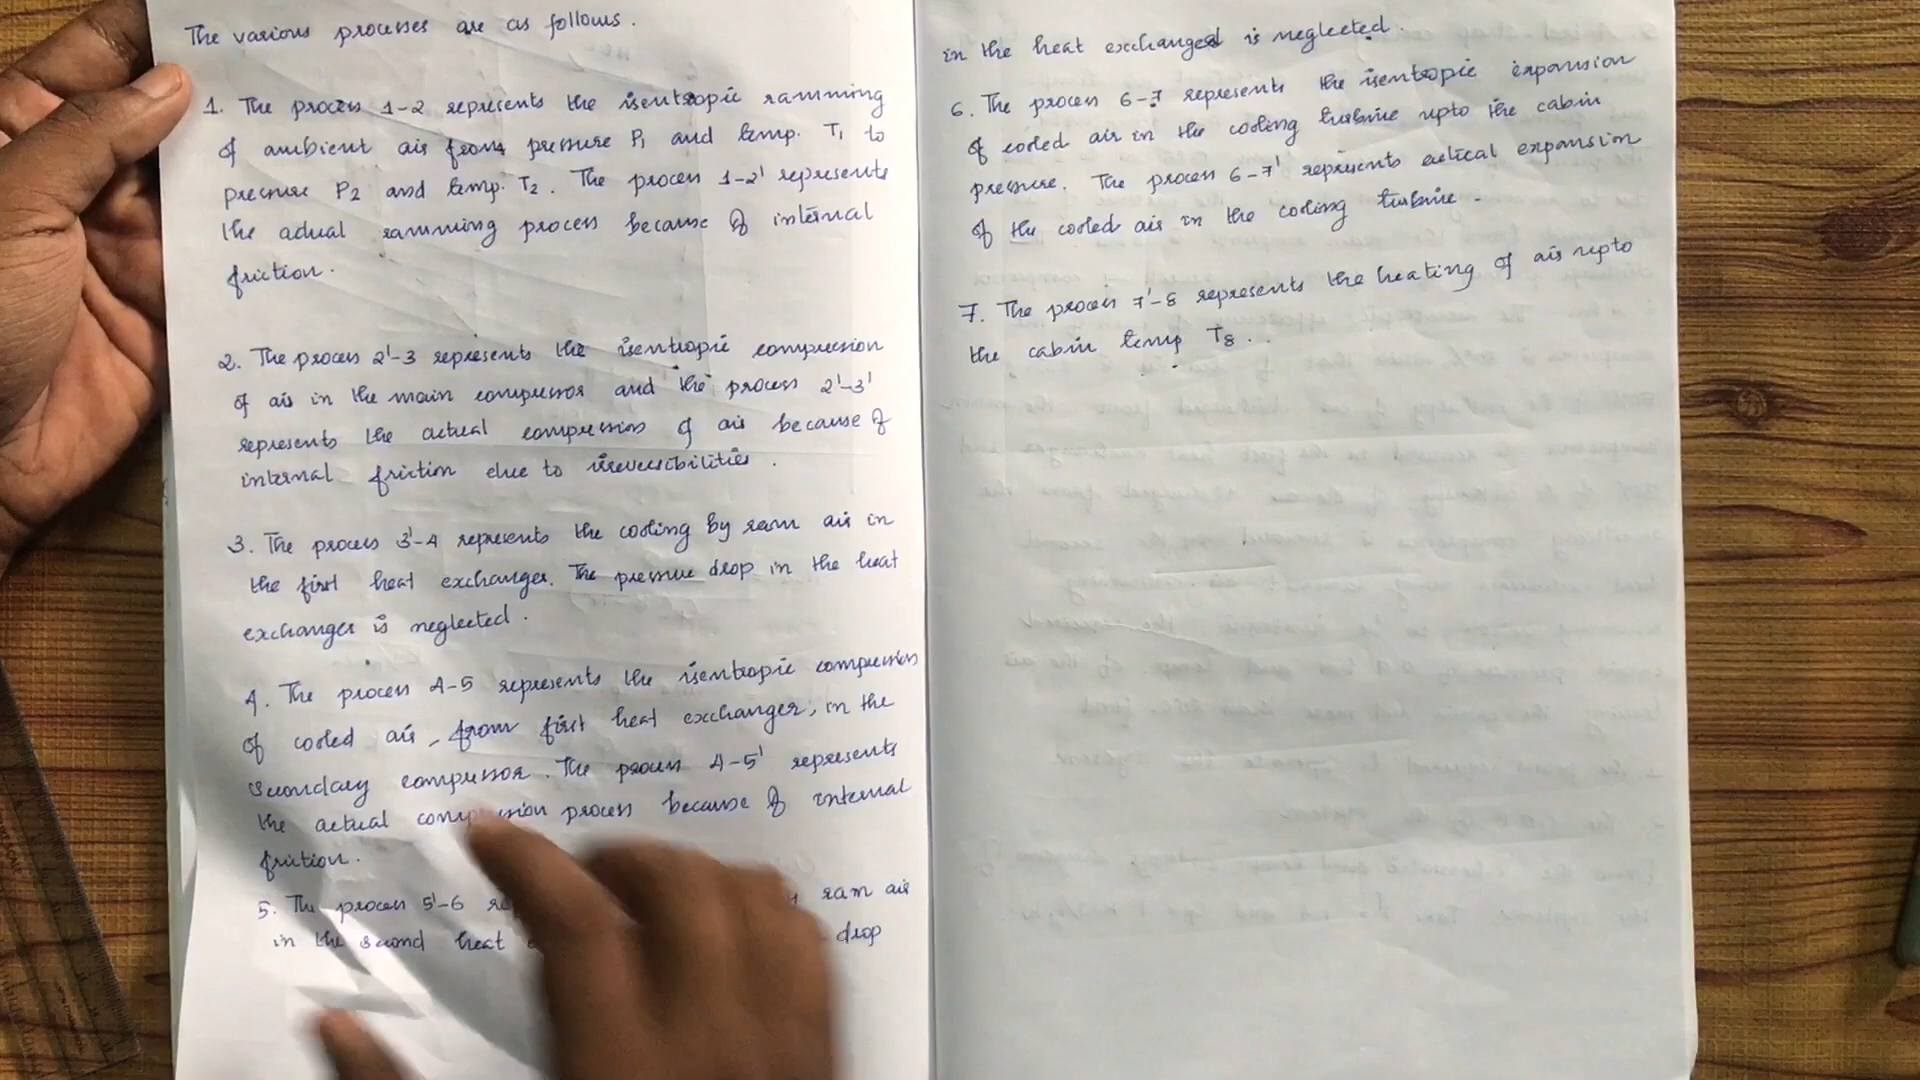 The various processes are as follows.
1. The process 1-2 represents the isentropic ramming
of ambient air from pressure P1 and temp. T1 to
pressure P2 and temp. T2. The process 1-2' represents
the actual ramming process because of internal
friction.
2. The process 2'-3 represents the isentropic compression
of air in the main compressor and the process 2'-3'
represents the actual compression of air because of
internal friction due to irreversibilities.
3. The process 3'-4 represents the cooling by ram air in
the first heat exchanger. The pressure drop in the heat
exchanger is neglected.
4. The process 4-5 represents the isentropic compression
of cooled air, from first heat exchanger, in the
secondary compressor. The process 4-5' represents
the actual compression process because of internal
friction.
5. The process 5'-6 ram air
in the second heat drop
in the heat exchanged is neglected.
6. The process 6-7 represents the isentropic expansion
of cooled air in the cooling turbine upto the cabin
pressure. The process 6-7' represents actical expansion
of the cooled air in the cooling turbine.
7. The process 7'-8 represents the heating of air upto
the cabin temp T8.